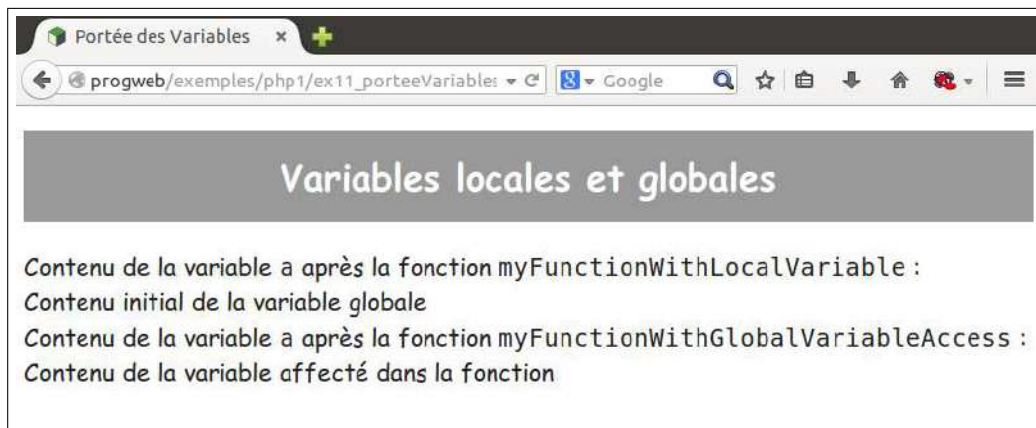 Portée des Variables
progweb/exemples/php1/ex11_porteeVariables
Google
Variables locales et globales
Contenu de la variable a après la fonction myFunctionWithLocalVariable :
Contenu initial de la variable globale
Contenu de la variable a après la fonction myFunctionWithGlobalVariableAccess :
Contenu de la variable affecté dans la fonction